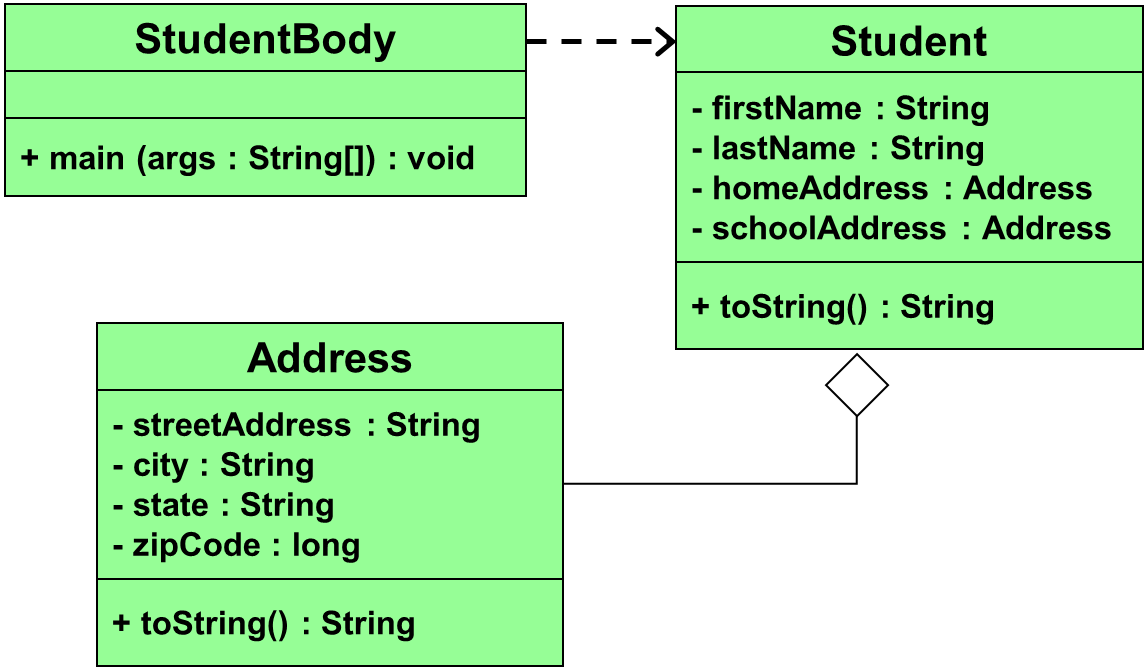 StudentBody
+ main (args : String[]) : void
Student
- firstName : String
- lastName : String
- homeAddress : Address
- schoolAddress : Address
+ toString() : String
Address
- streetAddress : String
- city : String
- state : String
- zipCode : long
+ toString() : String